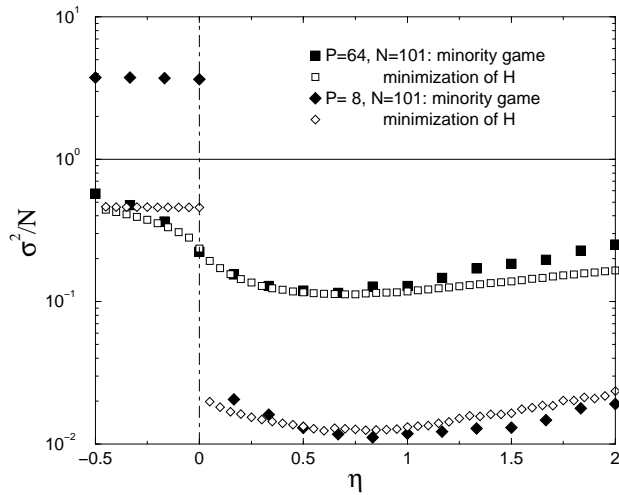 10¹
P=64, N=101: minority game
minimization of H
P= 8, N=101: minority game
minimization of H
10⁰
σ²/N
10⁻¹
10⁻²
−0.5 0 0.5 1 1.5 2
η